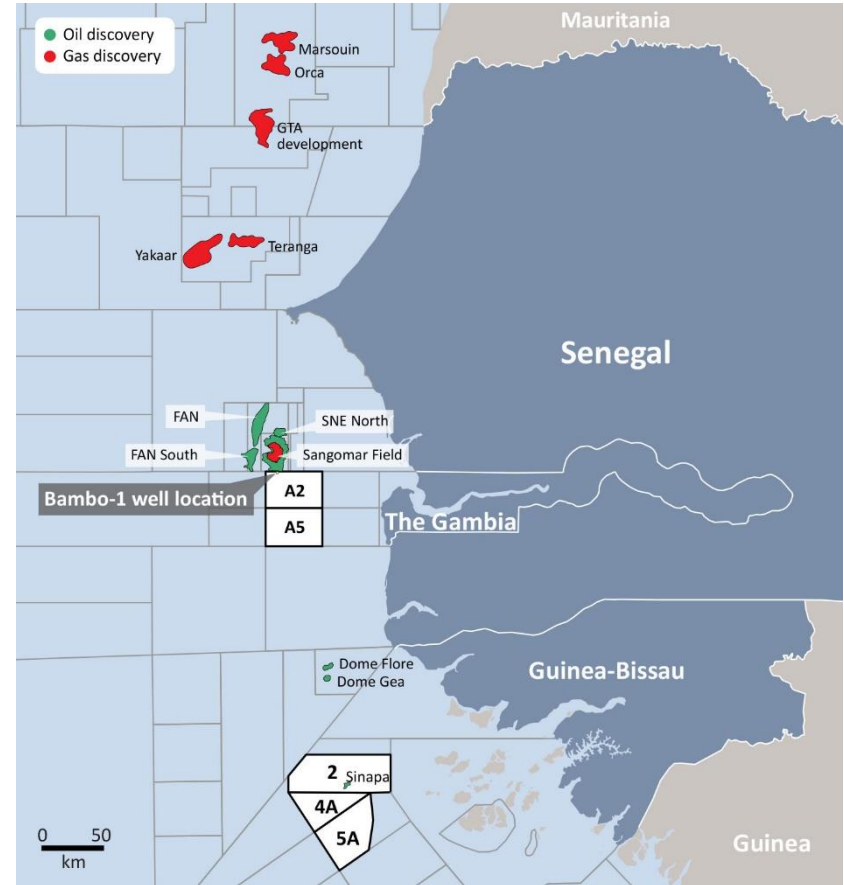 Mauritania
Oil discovery
Gas discovery
Marsouin
Orca
GTA
development
Yakaar
Teranga
Senegal
FAN
SNE North
FAN South
Sangomar Field
Bambo-1 well location
A2
A5
The Gambia
Dome Flore
Dome Gea
Guinea-Bissau
2
Sinapa
4A
5A
0 50
km
Guinea